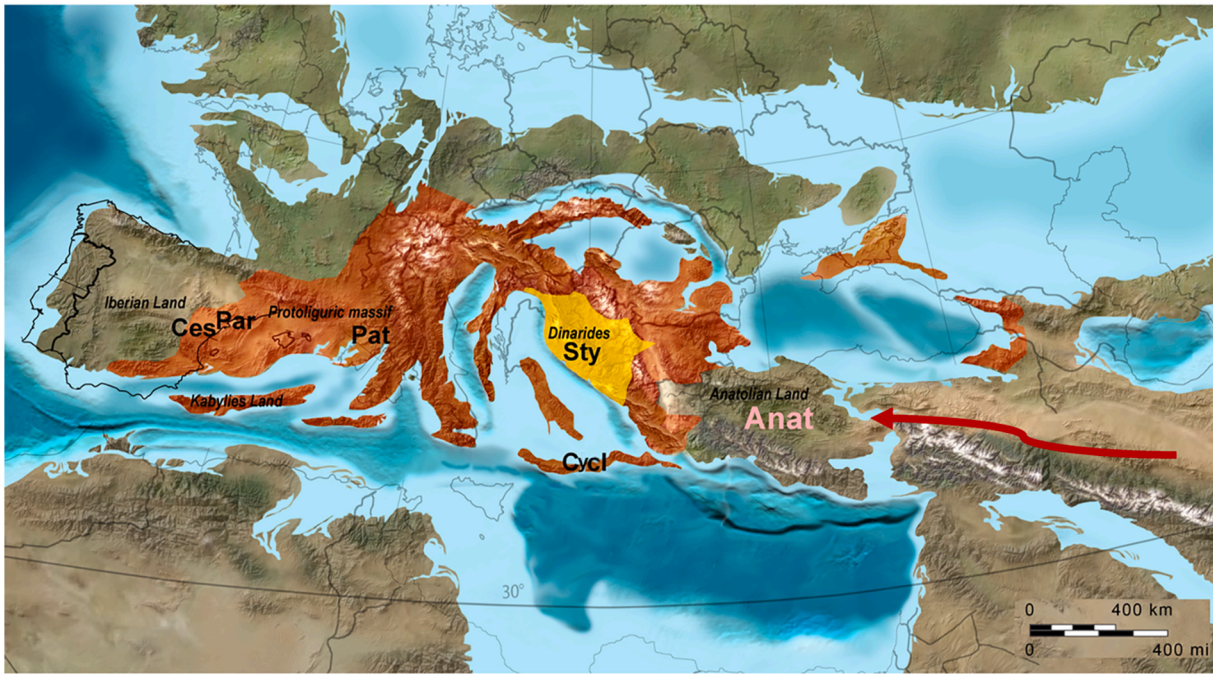 Iberian Land
Ces
Par
Protoliguric massif
Pat
Dinarides
Sty
Kabylies Land
Anatolian Land
Anat
Cycl
30°
0 400 km
0 400 mi